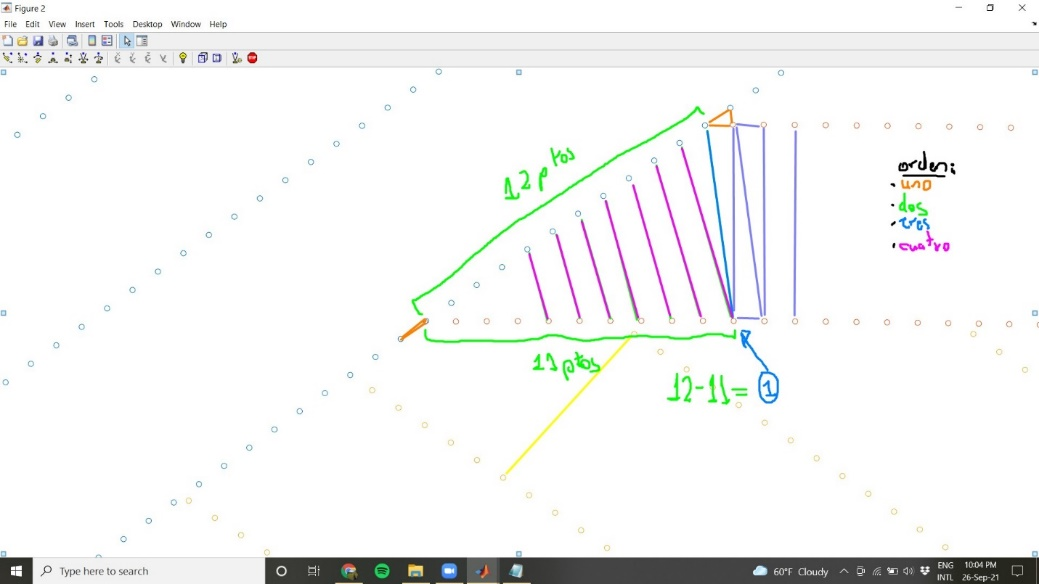 Figure 2
File Edit View Insert Tools Desktop Window Help
12 ptos
orden:
· uno
· dos
· tres
· cuatro
11 ptos
12-11= 1
Type here to search
60°F Cloudy
ENG
INTL
10:04 PM
26-Sep-21